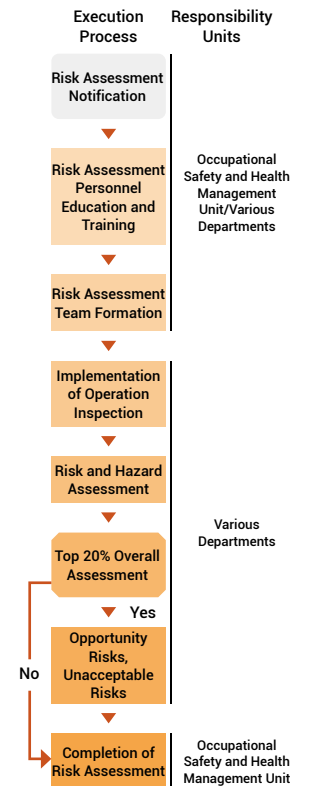 Execution
Process
Responsibility
Units
Risk Assessment
Notification
Risk Assessment
Personnel
Education and
Training
Risk Assessment
Team Formation
Occupational
Safety and Health
Management
Unit/Various
Departments
Implementation
of Operation
Inspection
Risk and Hazard
Assessment
Top 20% Overall
Assessment
Yes
Opportunity
Risks,
Unacceptable
Risks
Various
Departments
No
Completion of
Risk Assessment
Occupational
Safety and Health
Management Unit